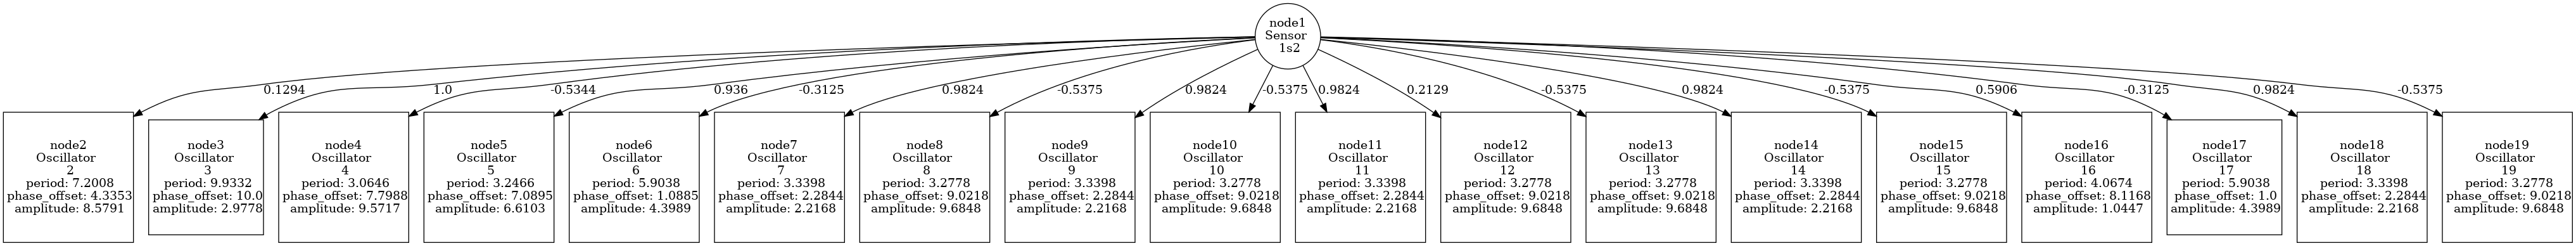 node1
Sensor
1s2
0.1294
1.0
-0.5344
0.936
-0.3125
0.9824
-0.5375
0.9824
-0.5375
0.9824
0.2129
-0.5375
0.9824
-0.5375
0.5906
-0.3125
0.9824
-0.5375
node2
Oscillator
2
period: 7.2008
phase_offset: 4.3353
amplitude: 8.5791
node3
Oscillator
3
period: 9.9332
phase_offset: 10.0
amplitude: 2.9778
node4
Oscillator
4
period: 3.0646
phase_offset: 7.7988
amplitude: 9.5717
node5
Oscillator
5
period: 3.2466
phase_offset: 7.0895
amplitude: 6.6103
node6
Oscillator
6
period: 5.9038
phase_offset: 1.0885
amplitude: 4.3989
node7
Oscillator
7
period: 3.3398
phase_offset: 2.2844
amplitude: 2.2168
node8
Oscillator
8
period: 3.2778
phase_offset: 9.0218
amplitude: 9.6848
node9
Oscillator
9
period: 3.3398
phase_offset: 2.2844
amplitude: 2.2168
node10
Oscillator
10
period: 3.2778
phase_offset: 9.0218
amplitude: 9.6848
node11
Oscillator
11
period: 3.3398
phase_offset: 2.2844
amplitude: 2.2168
node12
Oscillator
12
period: 3.2778
phase_offset: 9.0218
amplitude: 9.6848
node13
Oscillator
13
period: 3.2778
phase_offset: 9.0218
amplitude: 9.6848
node14
Oscillator
14
period: 3.3398
phase_offset: 2.2844
amplitude: 2.2168
node15
Oscillator
15
period: 3.2778
phase_offset: 9.0218
amplitude: 9.6848
node16
Oscillator
16
period: 4.0674
phase_offset: 8.1168
amplitude: 1.0447
node17
Oscillator
17
period: 5.9038
phase_offset: 1.0
amplitude: 4.3989
node18
Oscillator
18
period: 3.3398
phase_offset: 2.2844
amplitude: 2.2168
node19
Oscillator
19
period: 3.2778
phase_offset: 9.0218
amplitude: 9.6848